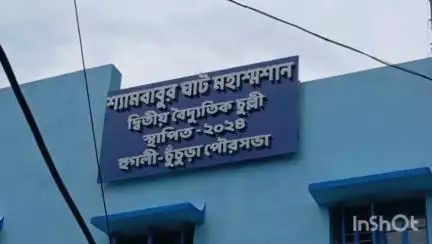 শ্যামবাবুর ঘাট মহাশ্মশান
দ্বিতীয় বৈদ্যুতিক চুল্লী
স্থাপিত -২০২৪
হুগলী-চুঁচুড়া পৌরসভা
InShOt